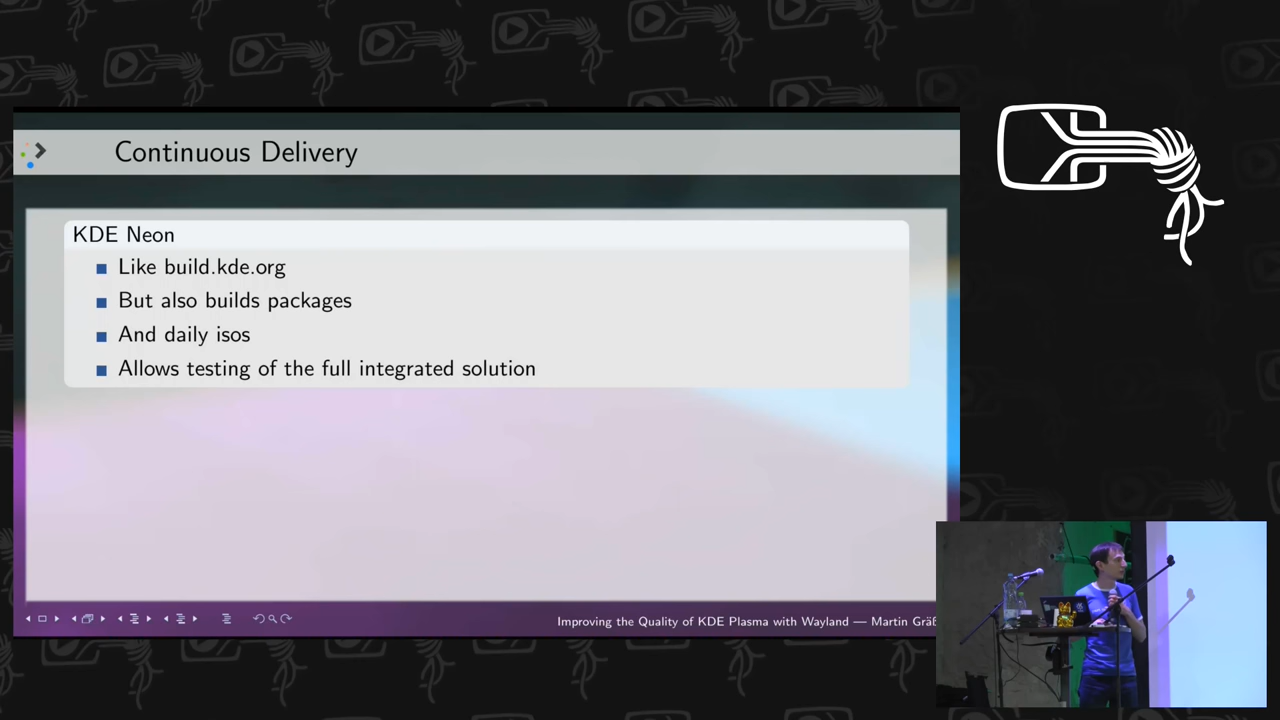 Continuous Delivery
KDE Neon
Like build.kde.org
But also builds packages
And daily isos
Allows testing of the full integrated solution
Improving the Quality of KDE Plasma with Wayland — Martin Gräß